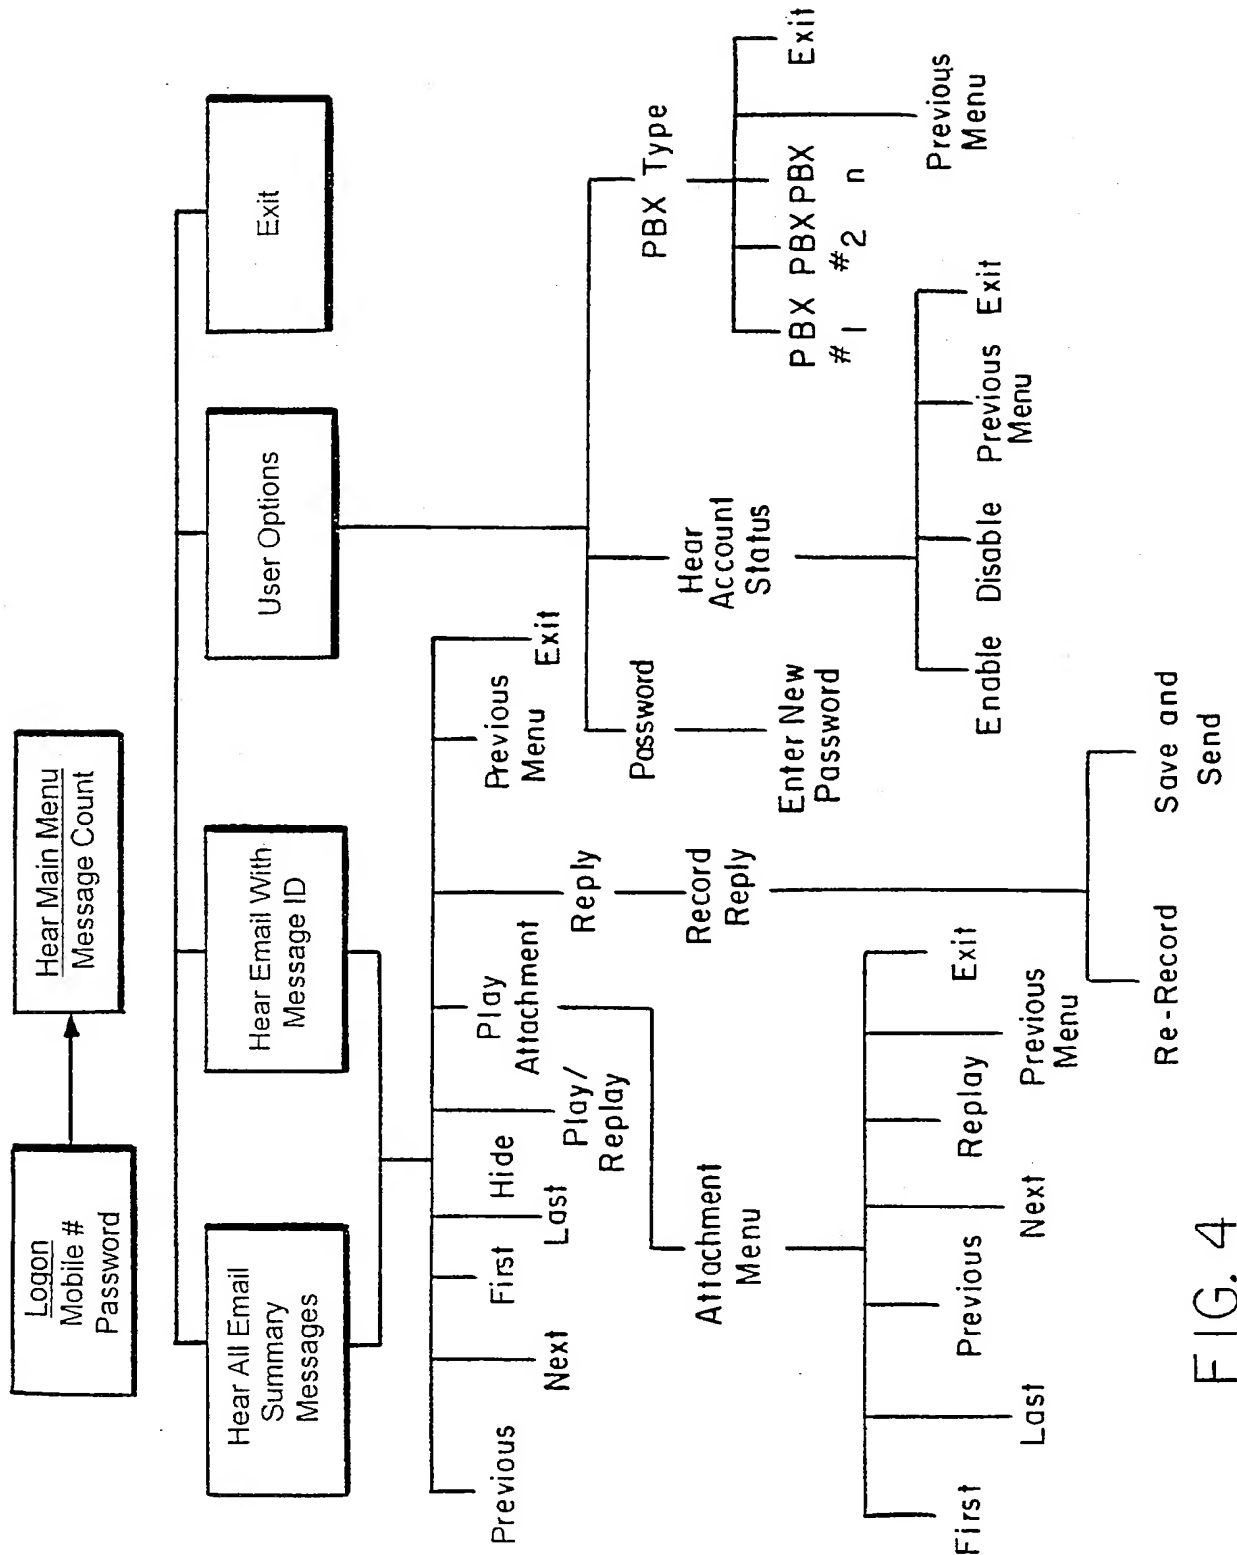 Logon
Mobile #
Password
Hear Main Menu
Message Count
Hear All Email
Summary
Messages
Hear Email With
Message ID
User Options
Exit
Previous
Next
First
Last
Hide
Play/
Replay
Play
Attachment
Reply
Previous
Menu
Exit
Attachment
Menu
Record
Reply
First
Last
Previous
Next
Replay
Previous
Menu
Exit
Re-Record
Save and
Send
Password
Enter New
Password
Hear
Account
Status
Enable
Disable
Previous
Menu
Exit
PBX Type
PBX
#1
PBX
#2
PBX
n
Previous
Menu
Exit
FIG. 4